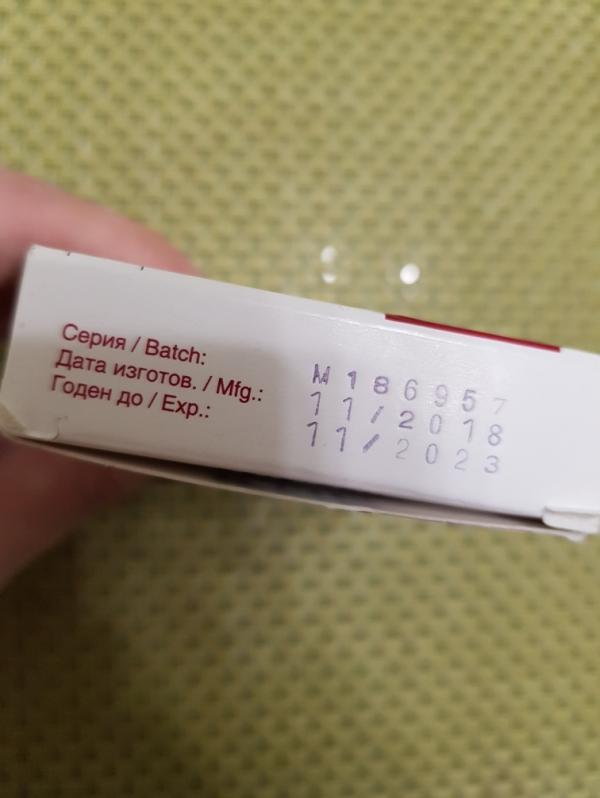 Серия / Batch: M 186957
Дата изготов. / Mfg.: 11/2018
Годен до / Exp.: 11/2023